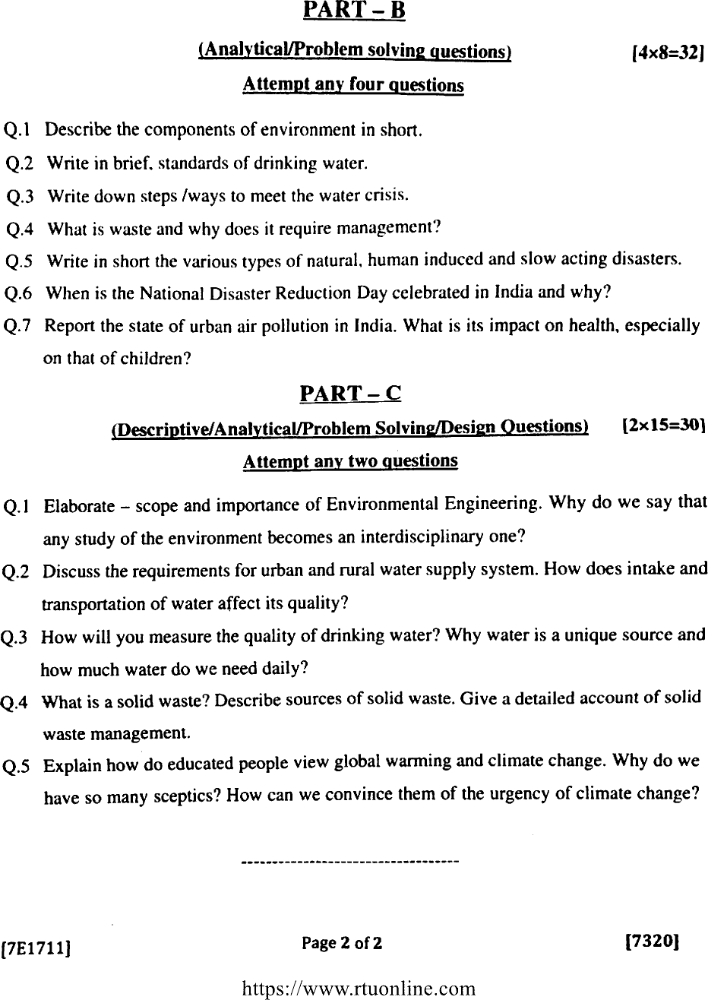 PART – B
(Analytical/Problem solving questions) [4×8=32]
Attempt any four questions
Q.1 Describe the components of environment in short.
Q.2 Write in brief, standards of drinking water.
Q.3 Write down steps /ways to meet the water crisis.
Q.4 What is waste and why does it require management?
Q.5 Write in short the various types of natural, human induced and slow acting disasters.
Q.6 When is the National Disaster Reduction Day celebrated in India and why?
Q.7 Report the state of urban air pollution in India. What is its impact on health, especially
on that of children?
PART – C
(Descriptive/Analytical/Problem Solving/Design Questions) [2×15=30]
Attempt any two questions
Q.1 Elaborate – scope and importance of Environmental Engineering. Why do we say that
any study of the environment becomes an interdisciplinary one?
Q.2 Discuss the requirements for urban and rural water supply system. How does intake and
transportation of water affect its quality?
Q.3 How will you measure the quality of drinking water? Why water is a unique source and
how much water do we need daily?
Q.4 What is a solid waste? Describe sources of solid waste. Give a detailed account of solid
waste management.
Q.5 Explain how do educated people view global warming and climate change. Why do we
have so many sceptics? How can we convince them of the urgency of climate change?
-----------------------------------
[7E1711] Page 2 of 2 [7320]
https://www.rtuonline.com